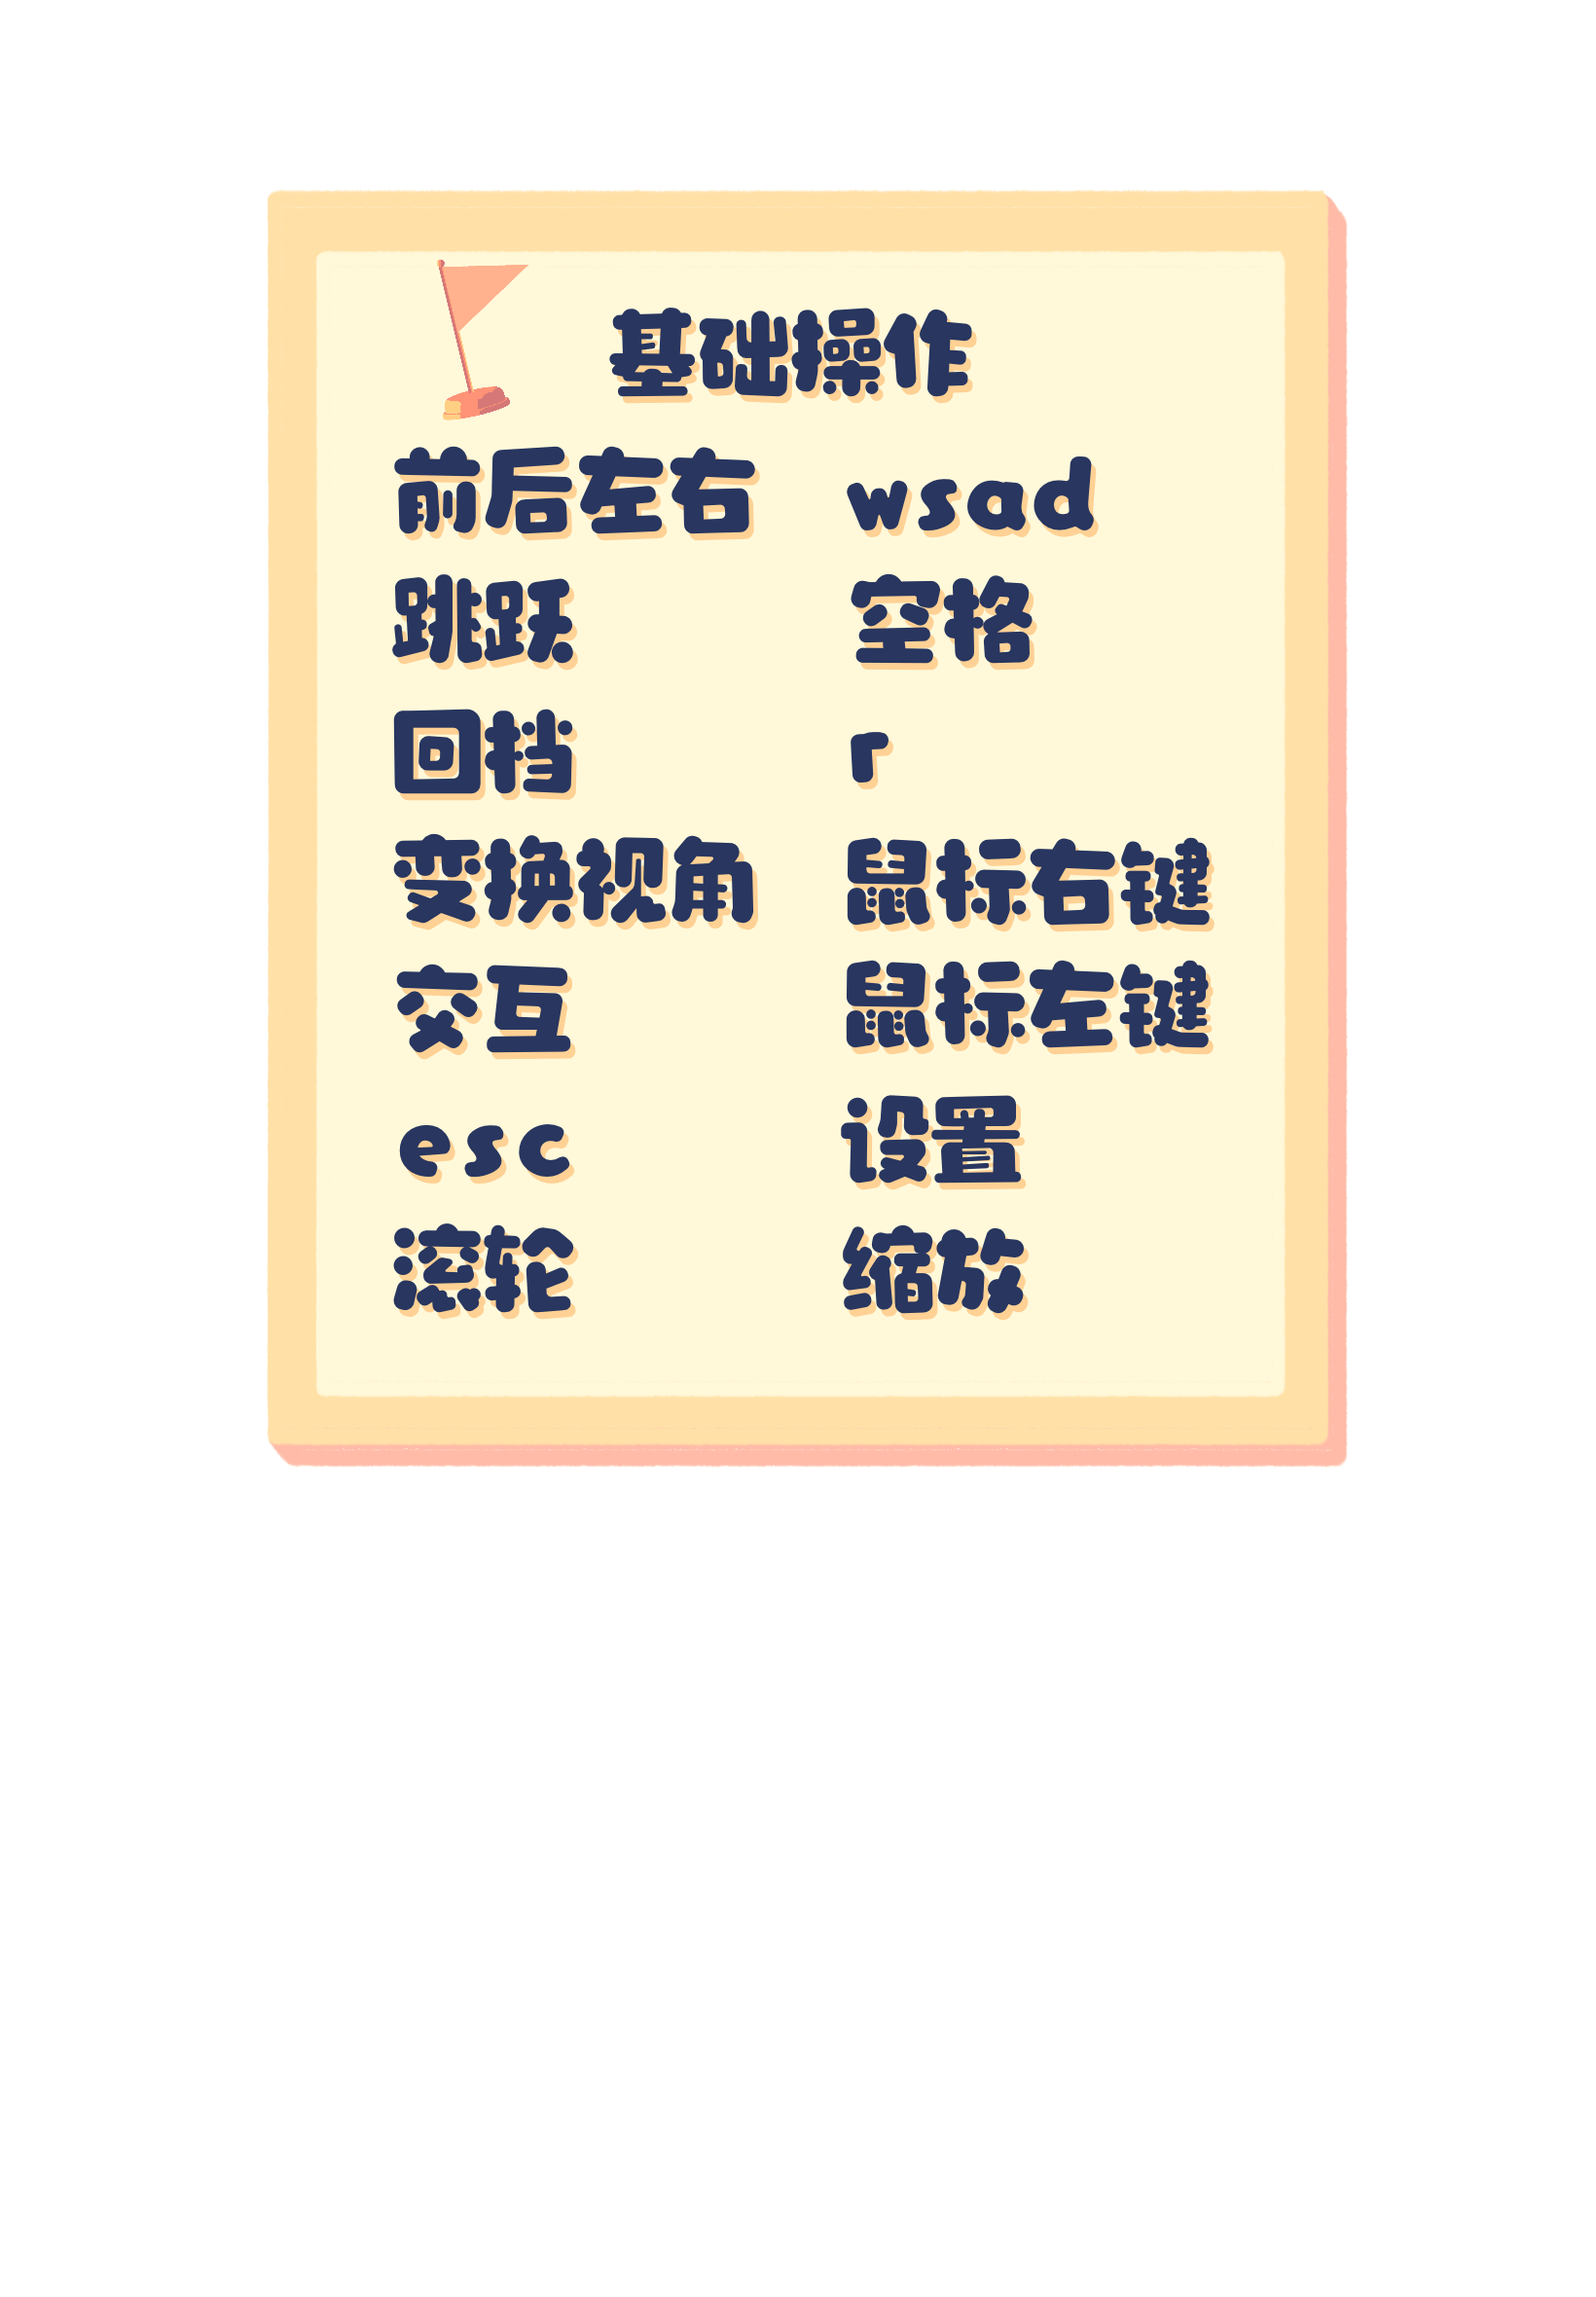 基础操作
前后左右 wsad
跳跃 空格
回挡 r
变换视角 鼠标右键
交互 鼠标左键
esc 设置
滚轮 缩放